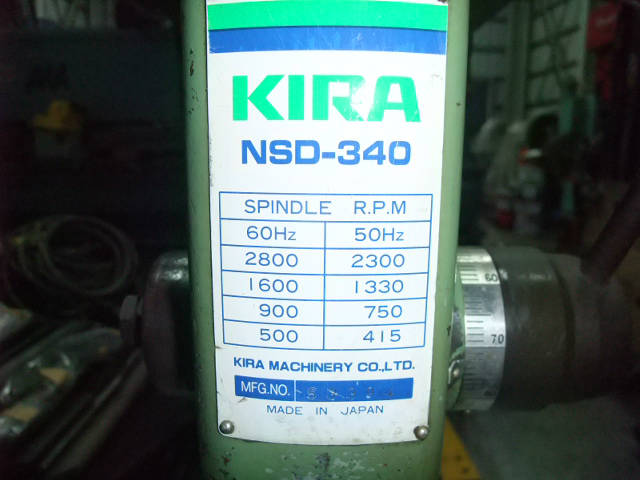 KIRA
NSD-340
SPINDLE R.P.M
60Hz 50Hz
2800 2300
1600 1330
900 750
500 415
KIRA MACHINERY CO.,LTD.
MFG.NO.
MADE IN JAPAN
60
70